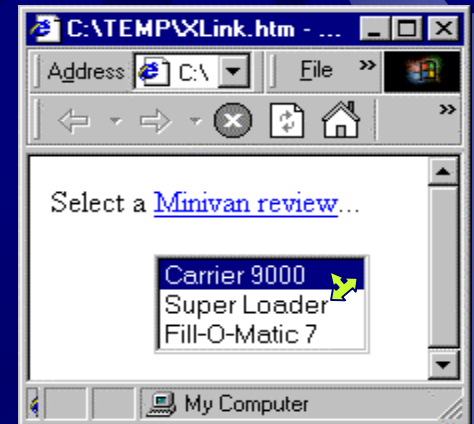 C:\TEMP\XLink.htm - ...
Address C:\ File »
»
Select a Minivan review...
Carrier 9000
Super Loader
Fill-O-Matic 7
My Computer